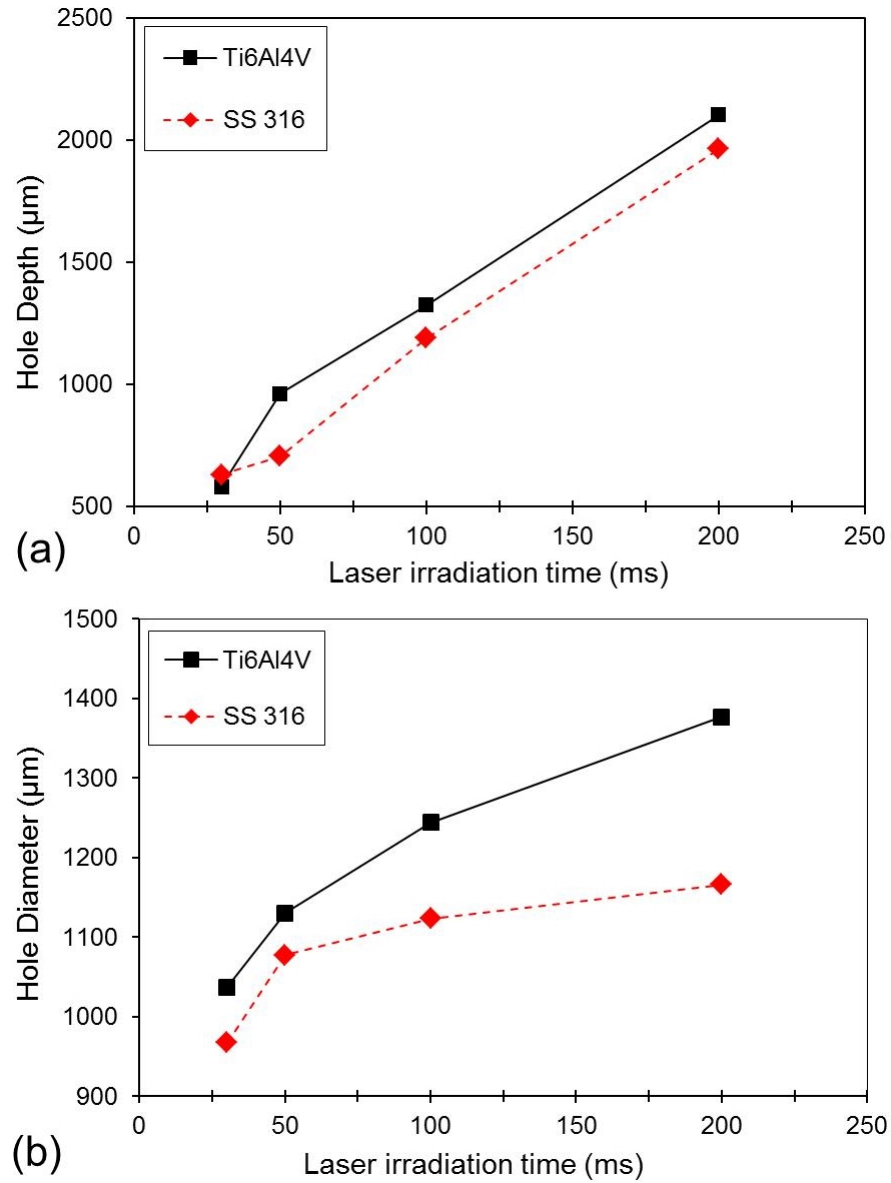 2500
2000
1500
1000
500
Hole Depth (µm)
Ti6Al4V
SS 316
0 50 100 150 200 250
Laser irradiation time (ms)
(a)
1500
1400
1300
1200
1100
1000
900
Hole Diameter (µm)
Ti6Al4V
SS 316
0 50 100 150 200 250
Laser irradiation time (ms)
(b)